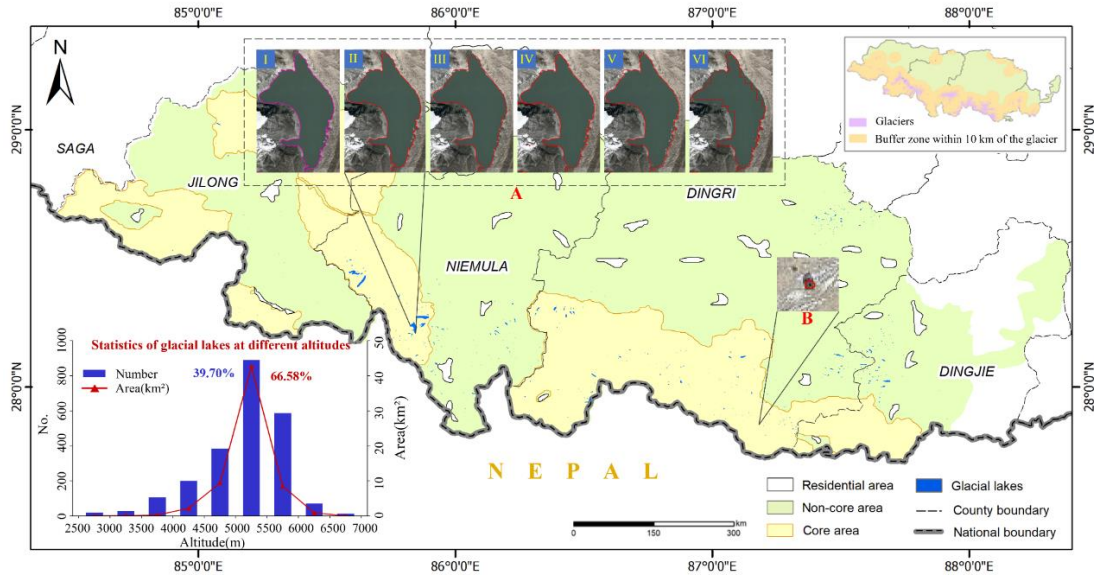 85°0'0"E 86°0'0"E 87°0'0"E 88°0'0"E
N
I II III IV V VI
A
Glaciers
Buffer zone within 10 km of the glacier
29°0'0"N 29°0'0"N
SAGA
JILONG
DINGRI
NIEMULA
B
DINGJIE
28°0'0"N 28°0'0"N
NEPAL
Statistics of glacial lakes at different altitudes
Number
Area(km²)
39.70% 66.58%
No.
1000
800
600
400
200
0
Area(km²)
50
40
30
20
10
0
2500 3000 3500 4000 4500 5000 5500 6000 6500 7000
Altitude(m)
km
0 150 300
Residential area
Non-core area
Core area
Glacial lakes
County boundary
National boundary
85°0'0"E 86°0'0"E 87°0'0"E 88°0'0"E